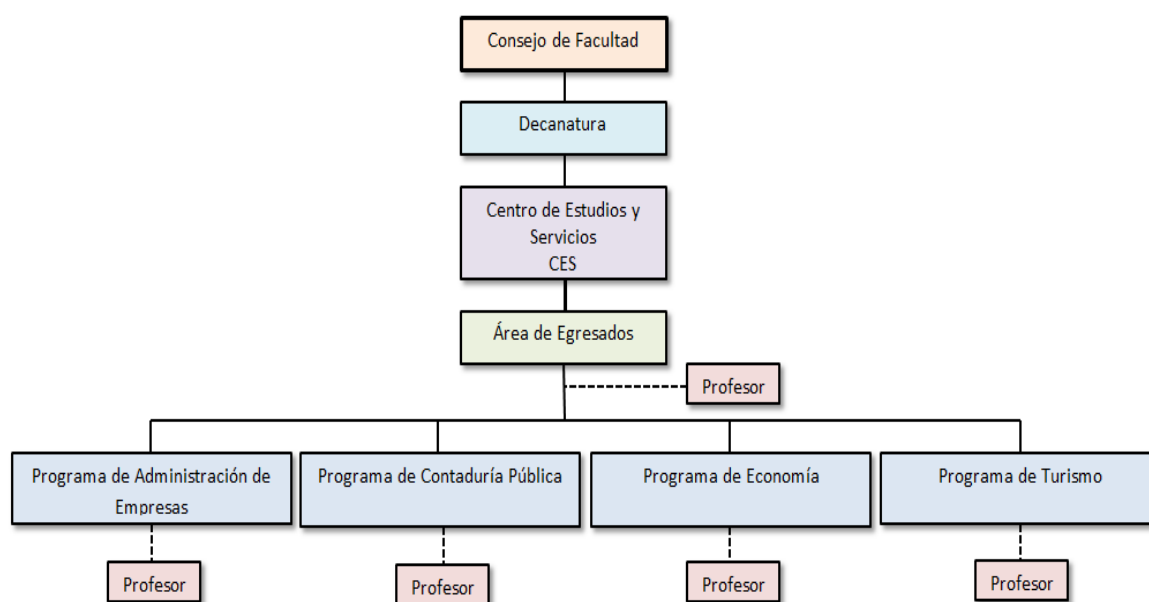 Consejo de Facultad
Decanatura
Centro de Estudios y
Servicios
CES
Área de Egresados
Profesor
Programa de Administración de
Empresas
Programa de Contaduría Pública
Programa de Economía
Programa de Turismo
Profesor
Profesor
Profesor
Profesor